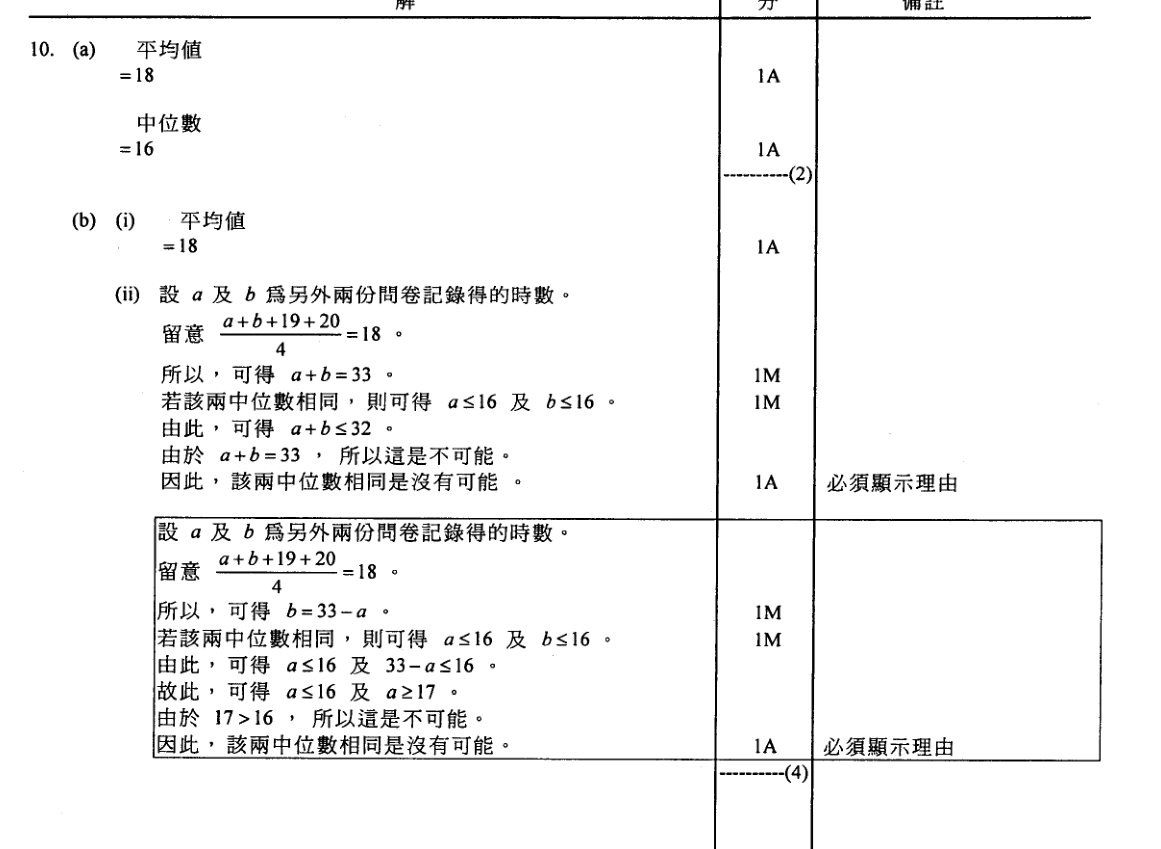 解 分 備註
10. (a) 平均值
=18 1A
中位數
=16 1A
----------(2)
(b) (i) 平均值
=18 1A
(ii) 設 a 及 b 爲另外兩份問卷記錄得的時數。
留意 (a+b+19+20)/4=18 。
所以，可得 a+b=33 。 1M
若該兩中位數相同，則可得 a≤16 及 b≤16 。 1M
由此，可得 a+b≤32 。
由於 a+b=33 ， 所以這是不可能。
因此，該兩中位數相同是沒有可能 。 1A 必須顯示理由
設 a 及 b 爲另外兩份問卷記錄得的時數。
留意 (a+b+19+20)/4=18 。
所以，可得 b=33−a 。 1M
若該兩中位數相同，則可得 a≤16 及 b≤16 。 1M
由此，可得 a≤16 及 33−a≤16 。
故此，可得 a≤16 及 a≥17 。
由於 17>16 ， 所以這是不可能。
因此，該兩中位數相同是沒有可能。 1A 必須顯示理由
----------(4)